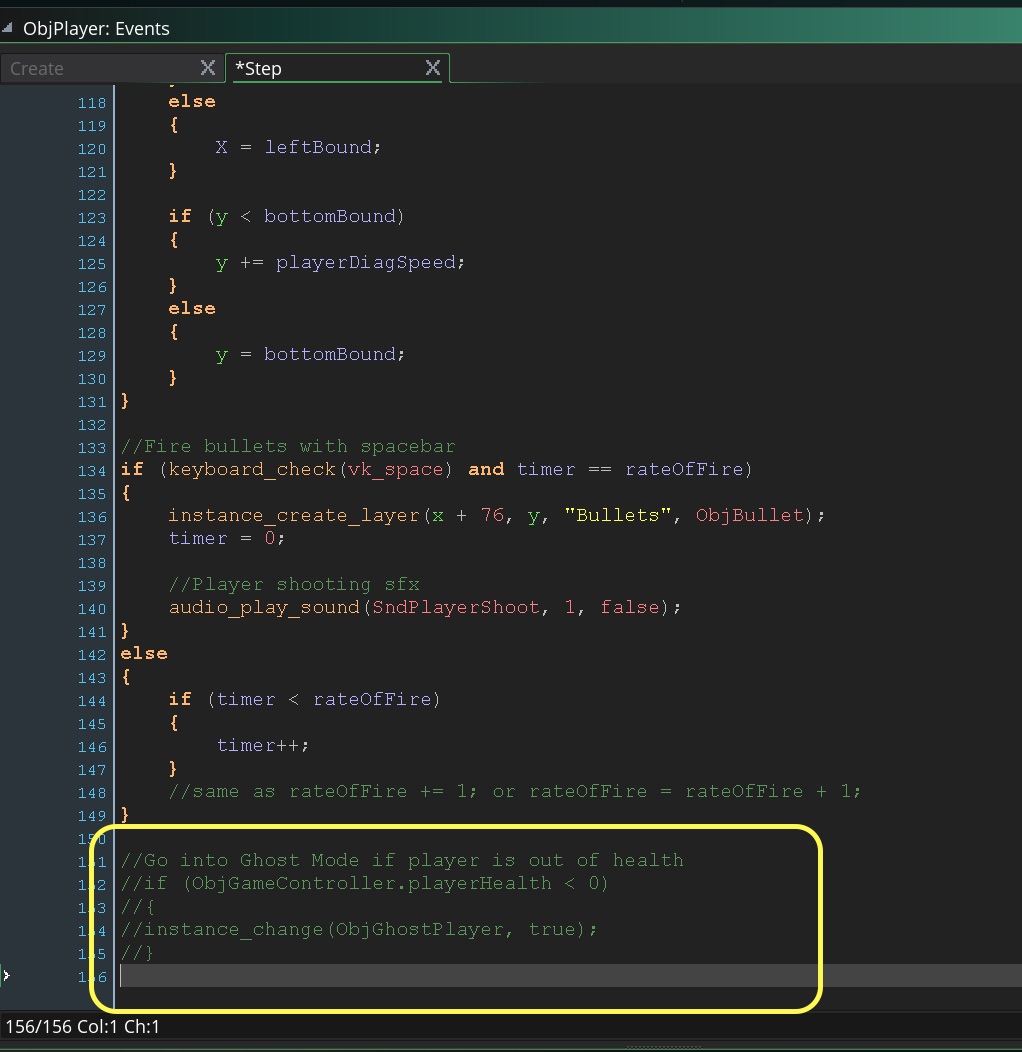 ObjPlayer: Events
Create X *Step X
118 else
119 {
120 X = leftBound;
121 }
122
123 if (y < bottomBound)
124 {
125 y += playerDiagSpeed;
126 }
127 else
128 {
129 y = bottomBound;
130 }
131 }
132
133 //Fire bullets with spacebar
134 if (keyboard_check(vk_space) and timer == rateOfFire)
135 {
136 instance_create_layer(x + 76, y, "Bullets", ObjBullet);
137 timer = 0;
138
139 //Player shooting sfx
140 audio_play_sound(SndPlayerShoot, 1, false);
141 }
142 else
143 {
144 if (timer < rateOfFire)
145 {
146 timer++;
147 }
148 //same as rateOfFire += 1; or rateOfFire = rateOfFire + 1;
149 }
150
151 //Go into Ghost Mode if player is out of health
152 //if (ObjGameController.playerHealth < 0)
153 //{
154 //instance_change(ObjGhostPlayer, true);
155 //}
156
156/156 Col:1 Ch:1